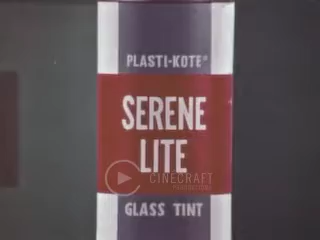 PLASTI-KOTE®
SERENE
LITE
CINECRAFT
PRODUCTIONS
GLASS TINT